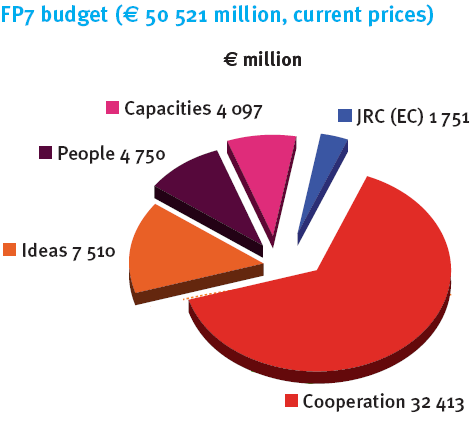 FP7 budget (€ 50 521 million, current prices)
€ million
Capacities 4 097
JRC (EC) 1 751
People 4 750
Ideas 7 510
Cooperation 32 413